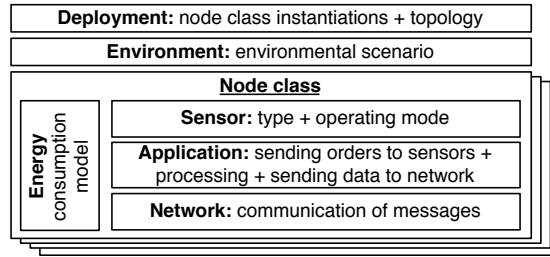 Deployment: node class instantiations + topology
Environment: environmental scenario
Node class
Energy
consumption
model
Sensor: type + operating mode
Application: sending orders to sensors +
processing + sending data to network
Network: communication of messages